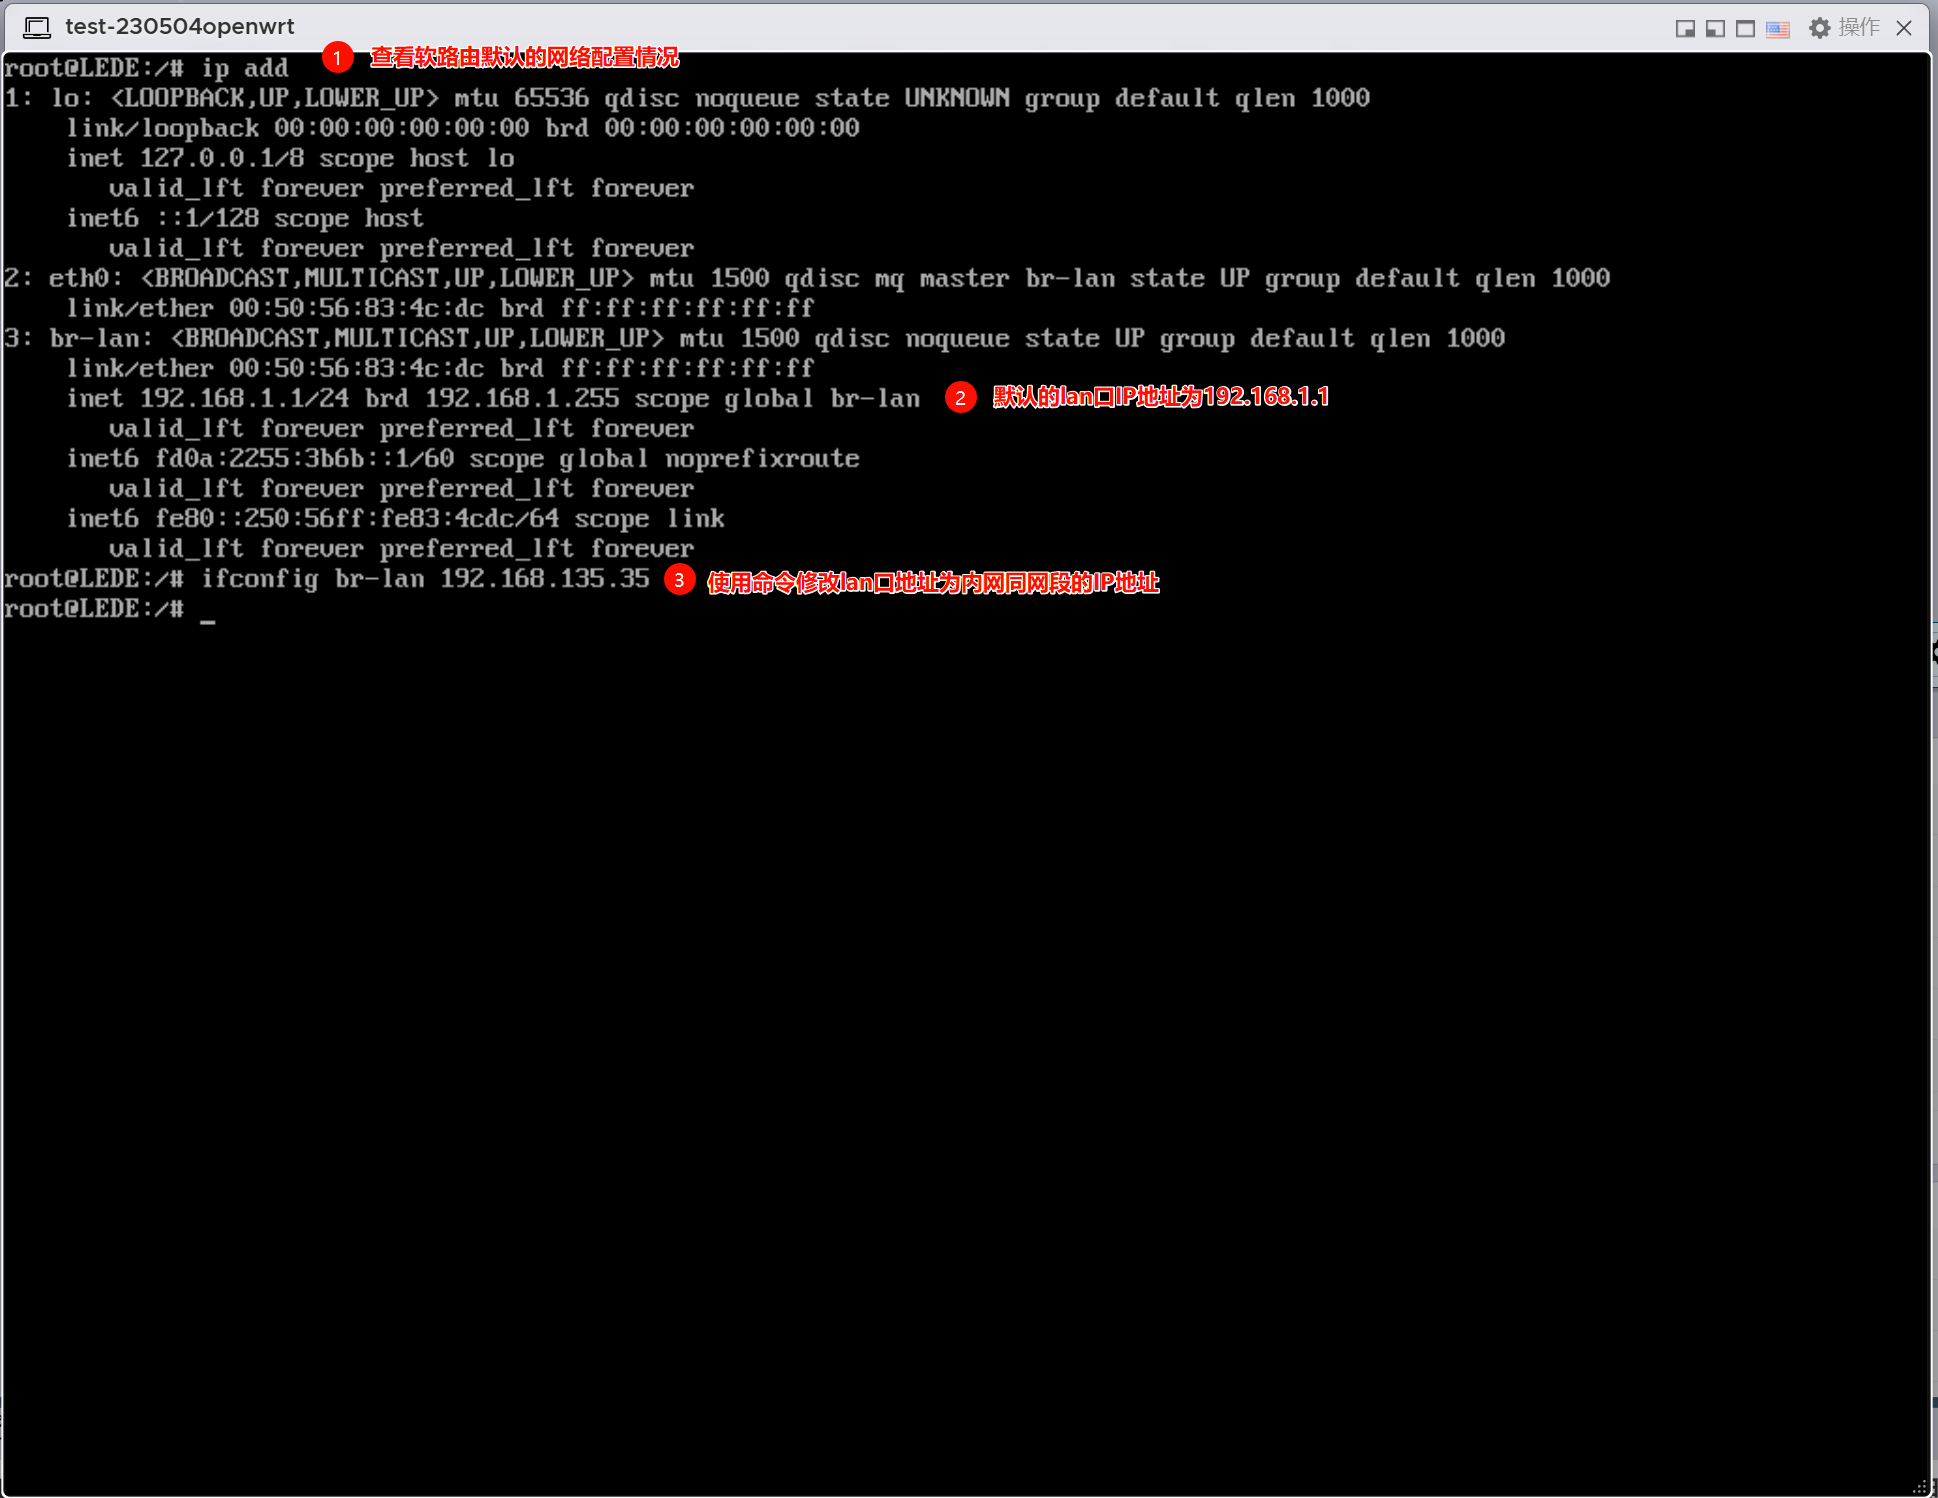 test-230504openwrt
操作
root@LEDE:/# ip add
1 查看软路由默认的网络配置情况
1: lo: <LOOPBACK,UP,LOWER_UP> mtu 65536 qdisc noqueue state UNKNOWN group default qlen 1000
link/loopback 00:00:00:00:00:00 brd 00:00:00:00:00:00
inet 127.0.0.1/8 scope host lo
valid_lft forever preferred_lft forever
inet6 ::1/128 scope host
valid_lft forever preferred_lft forever
2: eth0: <BROADCAST,MULTICAST,UP,LOWER_UP> mtu 1500 qdisc mq master br-lan state UP group default qlen 1000
link/ether 00:50:56:83:4c:dc brd ff:ff:ff:ff:ff:ff
3: br-lan: <BROADCAST,MULTICAST,UP,LOWER_UP> mtu 1500 qdisc noqueue state UP group default qlen 1000
link/ether 00:50:56:83:4c:dc brd ff:ff:ff:ff:ff:ff
inet 192.168.1.1/24 brd 192.168.1.255 scope global br-lan
2 默认的lan口IP地址为192.168.1.1
valid_lft forever preferred_lft forever
inet6 fd0a:2255:3b6b::1/60 scope global noprefixroute
valid_lft forever preferred_lft forever
inet6 fe80::250:56ff:fe83:4cdc/64 scope link
valid_lft forever preferred_lft forever
root@LEDE:/# ifconfig br-lan 192.168.135.35
3 使用命令修改lan口地址为内网同网段的IP地址
root@LEDE:/# _